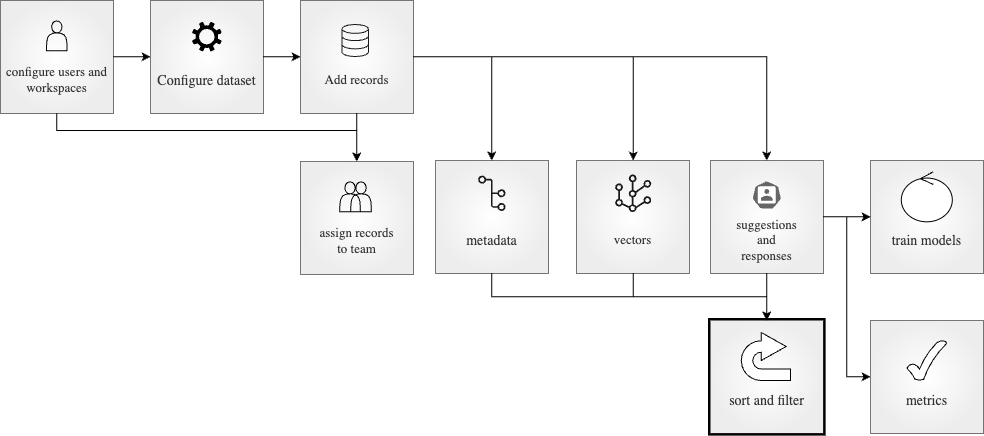 configure users and
workspaces
Configure dataset
Add records
assign records
to team
metadata
vectors
suggestions
and
responses
train models
sort and filter
metrics